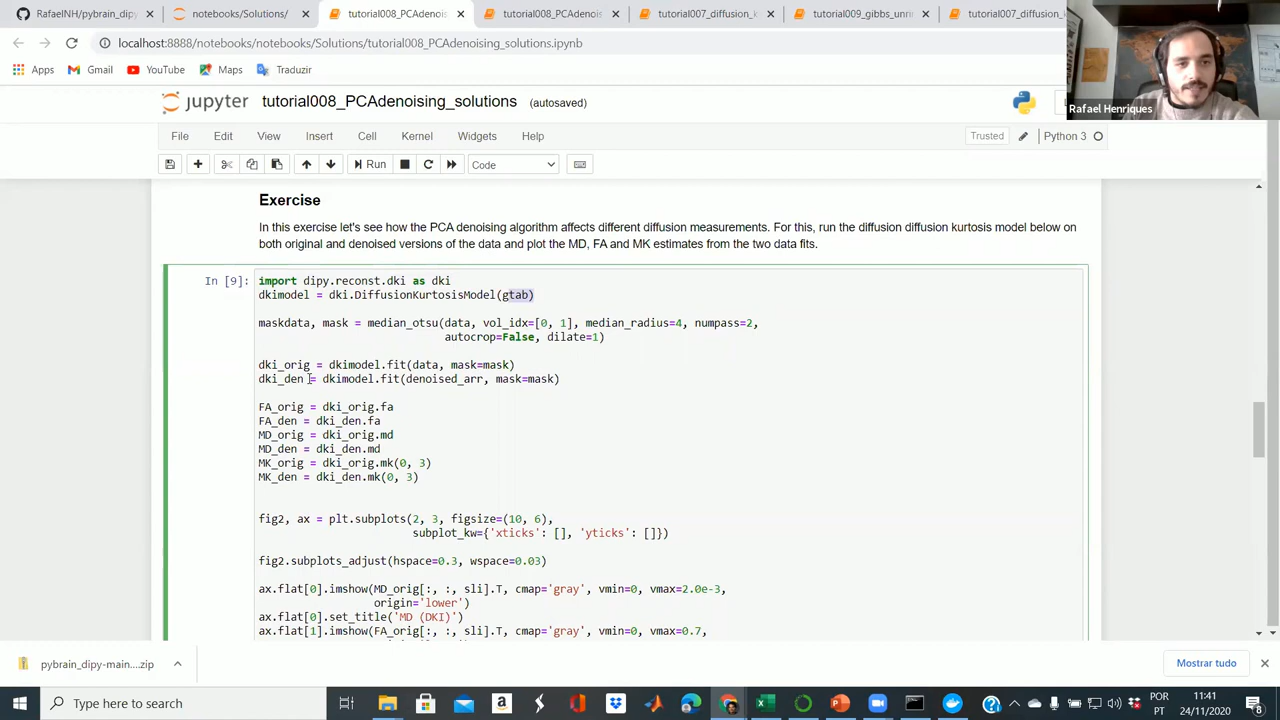 RafaelNH/pybrain_dipy
notebooks/Solutions/
tutorial008_PCAdenoising_s
tutorial008_PCAdenoising_s
tutorial007_diffusion_k
tutorial009_gibbs_unri
tutorial007_diffusion_
localhost:8888/notebooks/notebooks/Solutions/tutorial008_PCAdenoising_solutions.ipynb
Apps Gmail YouTube Maps Traduzir
Rafael Henriques
jupyter tutorial008_PCAdenoising_solutions (autosaved)
File Edit View Insert Cell Kernel Widgets Help
Trusted Python 3
Run Code
Exercise
In this exercise let's see how the PCA denoising algorithm affects different diffusion measurements. For this, run the diffusion diffusion kurtosis model below on
both original and denoised versions of the data and plot the MD, FA and MK estimates from the two data fits.
In [9]: import dipy.reconst.dki as dki
dkimodel = dki.DiffusionKurtosisModel(gtab)
maskdata, mask = median_otsu(data, vol_idx=[0, 1], median_radius=4, numpass=2,
autocrop=False, dilate=1)
dki_orig = dkimodel.fit(data, mask=mask)
dki_den = dkimodel.fit(denoised_arr, mask=mask)
FA_orig = dki_orig.fa
FA_den = dki_den.fa
MD_orig = dki_orig.md
MD_den = dki_den.md
MK_orig = dki_orig.mk(0, 3)
MK_den = dki_den.mk(0, 3)
fig2, ax = plt.subplots(2, 3, figsize=(10, 6),
subplot_kw={'xticks': [], 'yticks': []})
fig2.subplots_adjust(hspace=0.3, wspace=0.03)
ax.flat[0].imshow(MD_orig[:, :, sli].T, cmap='gray', vmin=0, vmax=2.0e-3,
origin='lower')
ax.flat[0].set_title('MD (DKI)')
ax.flat[1].imshow(FA_orig[:, :, sli].T, cmap='gray', vmin=0, vmax=0.7,
pybrain_dipy-main....zip
Mostrar tudo
Type here to search
POR
PT
11:41
24/11/2020
8